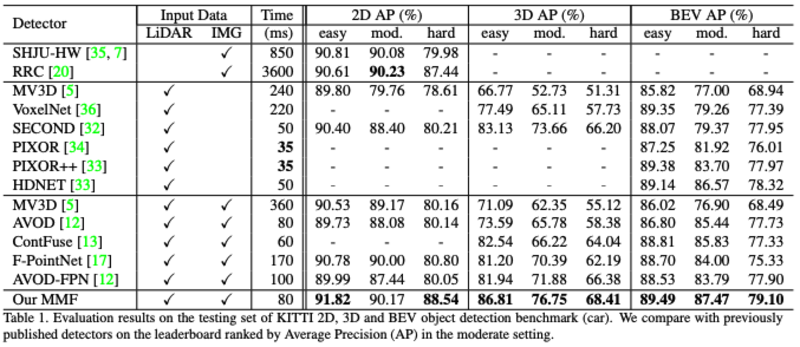 Detector Input Data Time 2D AP (%) 3D AP (%) BEV AP (%)
LiDAR IMG (ms) easy mod. hard easy mod. hard easy mod. hard
SHJU-HW [35, 7] ✓ 850 90.81 90.08 79.98 - - - - - -
RRC [20] ✓ 3600 90.61 90.23 87.44 - - - - - -
MV3D [5] ✓ 240 89.80 79.76 78.61 66.77 52.73 51.31 85.82 77.00 68.94
VoxelNet [36] ✓ 220 - - - 77.49 65.11 57.73 89.35 79.26 77.39
SECOND [32] ✓ 50 90.40 88.40 80.21 83.13 73.66 66.20 88.07 79.37 77.95
PIXOR [34] ✓ 35 - - - - - - 87.25 81.92 76.01
PIXOR++ [33] ✓ 35 - - - - - - 89.38 83.70 77.97
HDNET [33] ✓ 50 - - - - - - 89.14 86.57 78.32
MV3D [5] ✓ ✓ 360 90.53 89.17 80.16 71.09 62.35 55.12 86.02 76.90 68.49
AVOD [12] ✓ ✓ 80 89.73 88.08 80.14 73.59 65.78 58.38 86.80 85.44 77.73
ContFuse [13] ✓ ✓ 60 - - - 82.54 66.22 64.04 88.81 85.83 77.33
F-PointNet [17] ✓ ✓ 170 90.78 90.00 80.80 81.20 70.39 62.19 88.70 84.00 75.33
AVOD-FPN [12] ✓ ✓ 100 89.99 87.44 80.05 81.94 71.88 66.38 88.53 83.79 77.90
Our MMF ✓ ✓ 80 91.82 90.17 88.54 86.81 76.75 68.41 89.49 87.47 79.10
Table 1. Evaluation results on the testing set of KITTI 2D, 3D and BEV object detection benchmark (car). We compare with previously
published detectors on the leaderboard ranked by Average Precision (AP) in the moderate setting.